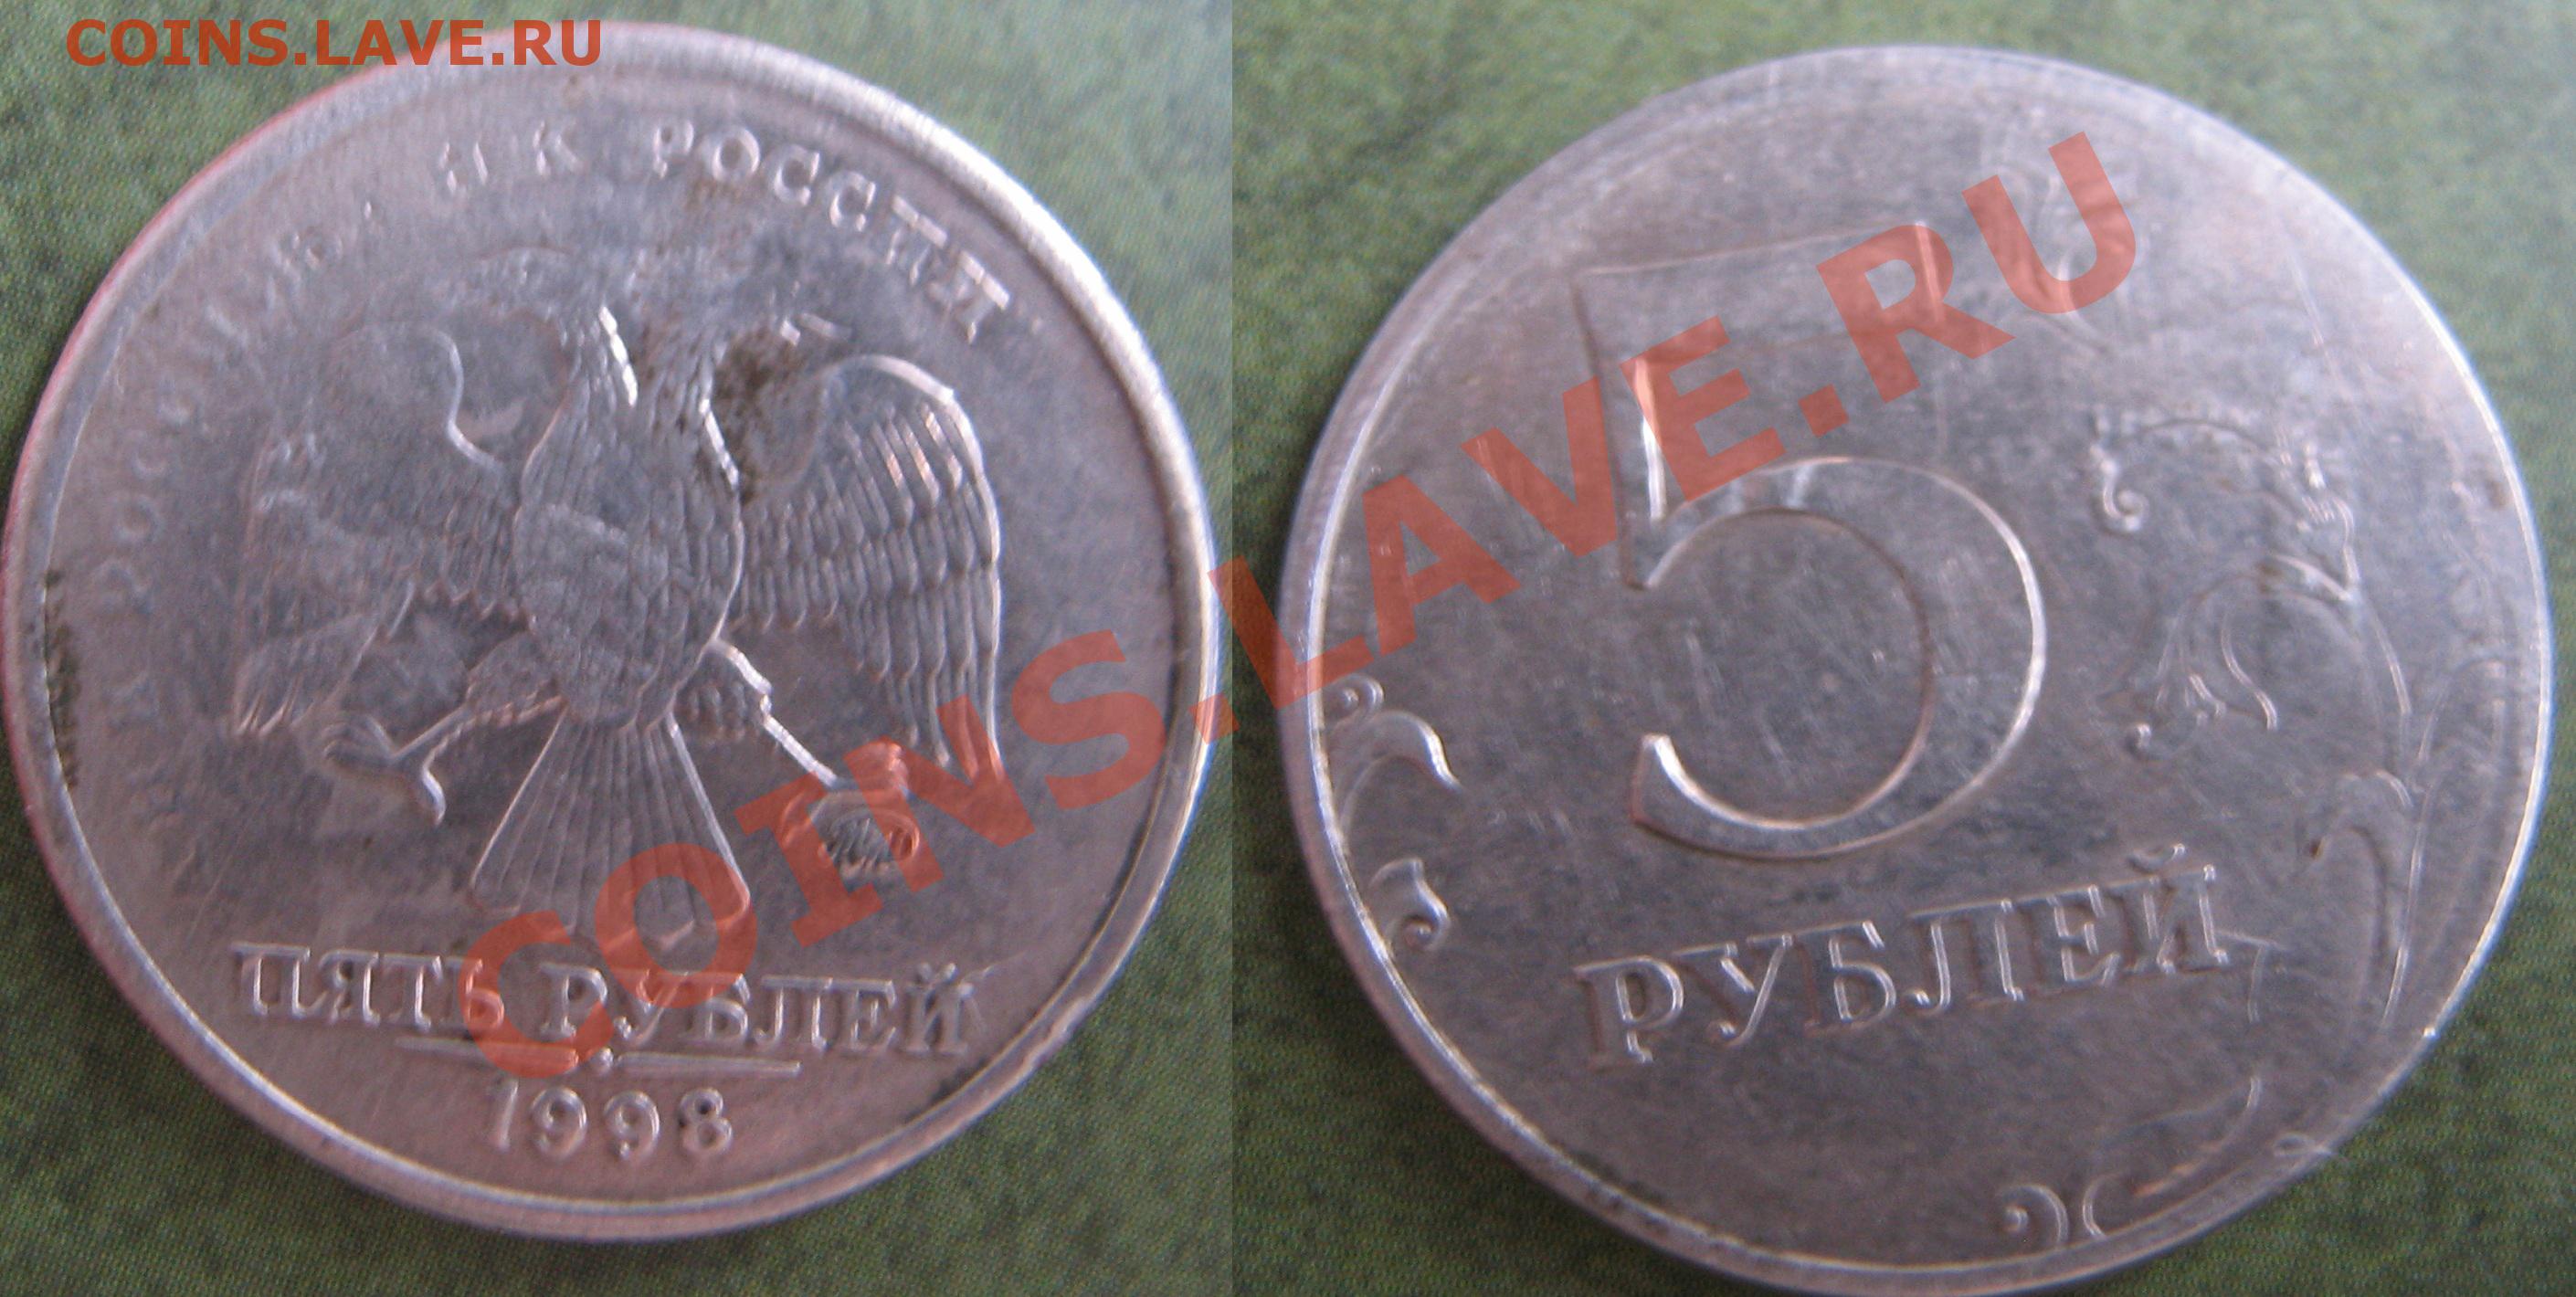 COINS.LAVE.RU
РОССИИ
ПЯТЬ РУБЛЕЙ
1998
5
РУБЛЕЙ
COINS.LAVE.RU